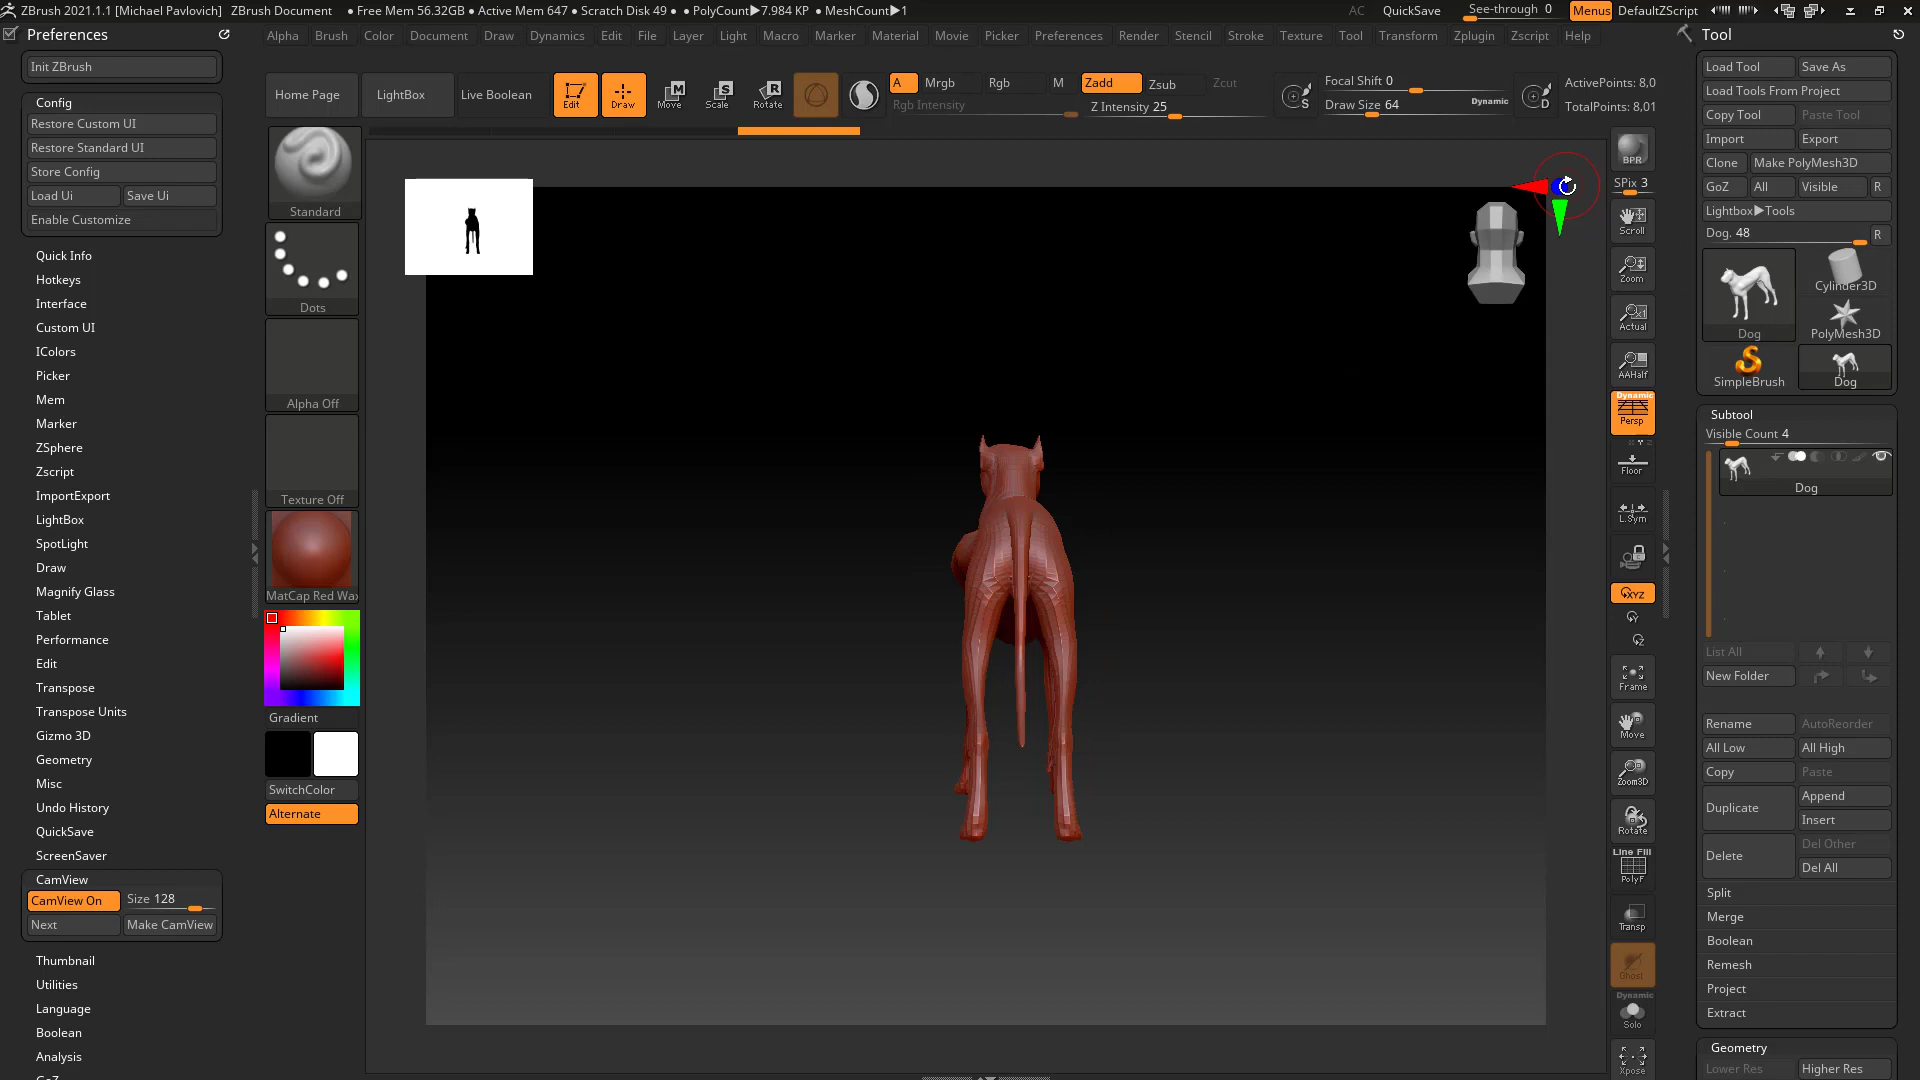 ZBrush 2021.1.1 [Michael Pavlovich] ZBrush Document • Free Mem 56.32GB • Active Mem 647 • Scratch Disk 49 • • PolyCount▶7.984 KP • MeshCount▶1 AC QuickSave See-through 0 Menus DefaultZScript
Preferences
Alpha Brush Color Document Draw Dynamics Edit File Layer Light Macro Marker Material Movie Picker Preferences Render Stencil Stroke Texture Tool Transform Zplugin Zscript Help
Tool
Init ZBrush
Config
Restore Custom UI
Restore Standard UI
Store Config
Load Ui Save Ui
Enable Customize
Quick Info
Hotkeys
Interface
Custom UI
IColors
Picker
Mem
Marker
ZSphere
Zscript
ImportExport
LightBox
SpotLight
Draw
Magnify Glass
Tablet
Performance
Edit
Transpose
Transpose Units
Gizmo 3D
Geometry
Misc
Undo History
QuickSave
ScreenSaver
CamView
CamView On Size 128
Next Make CamView
Thumbnail
Utilities
Language
Boolean
Analysis
GoZ
Home Page LightBox Live Boolean Edit Draw Move Scale Rotate
A Mrgb Rgb M Zadd Zsub Zcut
Rgb Intensity Z Intensity 25
S Focal Shift 0
Draw Size 64 Dynamic D
ActivePoints: 8,0
TotalPoints: 8,01
Standard
Dots
Alpha Off
Texture Off
MatCap Red Wax
Gradient
SwitchColor
Alternate
BPR
SPix 3
Scroll
Zoom
Actual
AAHalf
Dynamic
Persp
Floor
L.Sym
XYZ
Frame
Move
Zoom3D
Rotate
Line Fill
PolyF
Transp
Ghost
Dynamic
Solo
Xpose
Load Tool Save As
Load Tools From Project
Copy Tool Paste Tool
Import Export
Clone Make PolyMesh3D
GoZ All Visible R
Lightbox▶Tools
Dog. 48 R
Dog Cylinder3D
PolyMesh3D
SimpleBrush Dog
Subtool
Visible Count 4
Dog
List All
New Folder
Rename AutoReorder
All Low All High
Copy Paste
Duplicate Append
Insert
Delete Del Other
Del All
Split
Merge
Boolean
Remesh
Project
Extract
Geometry
Lower Res Higher Res